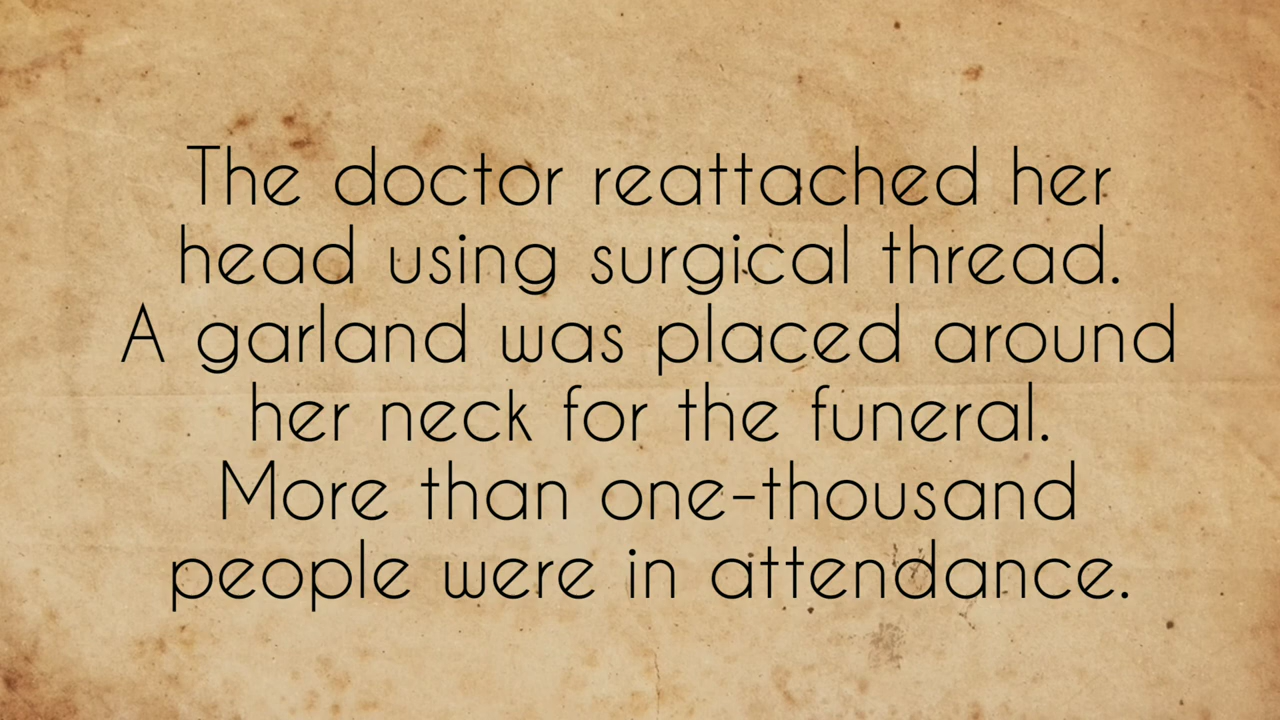 The doctor reattached her
head using surgical thread.
A garland was placed around
her neck for the funeral.
More than one-thousand
people were in attendance.